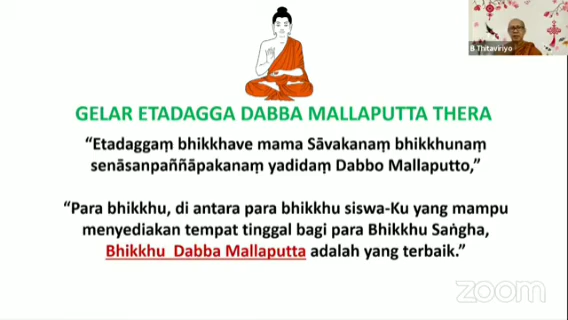 B Thitaviriyo
GELAR ETADAGGA DABBA MALLAPUTTA THERA
“Etadaggaṃ bhikkhave mama Sāvakanaṃ bhikkhunaṃ
senāsanpaññāpakanaṃ yadidaṃ Dabbo Mallaputto,”
“Para bhikkhu, di antara para bhikkhu siswa-Ku yang mampu
menyediakan tempat tinggal bagi para Bhikkhu Saṅgha,
Bhikkhu Dabba Mallaputta adalah yang terbaik.”
zoom